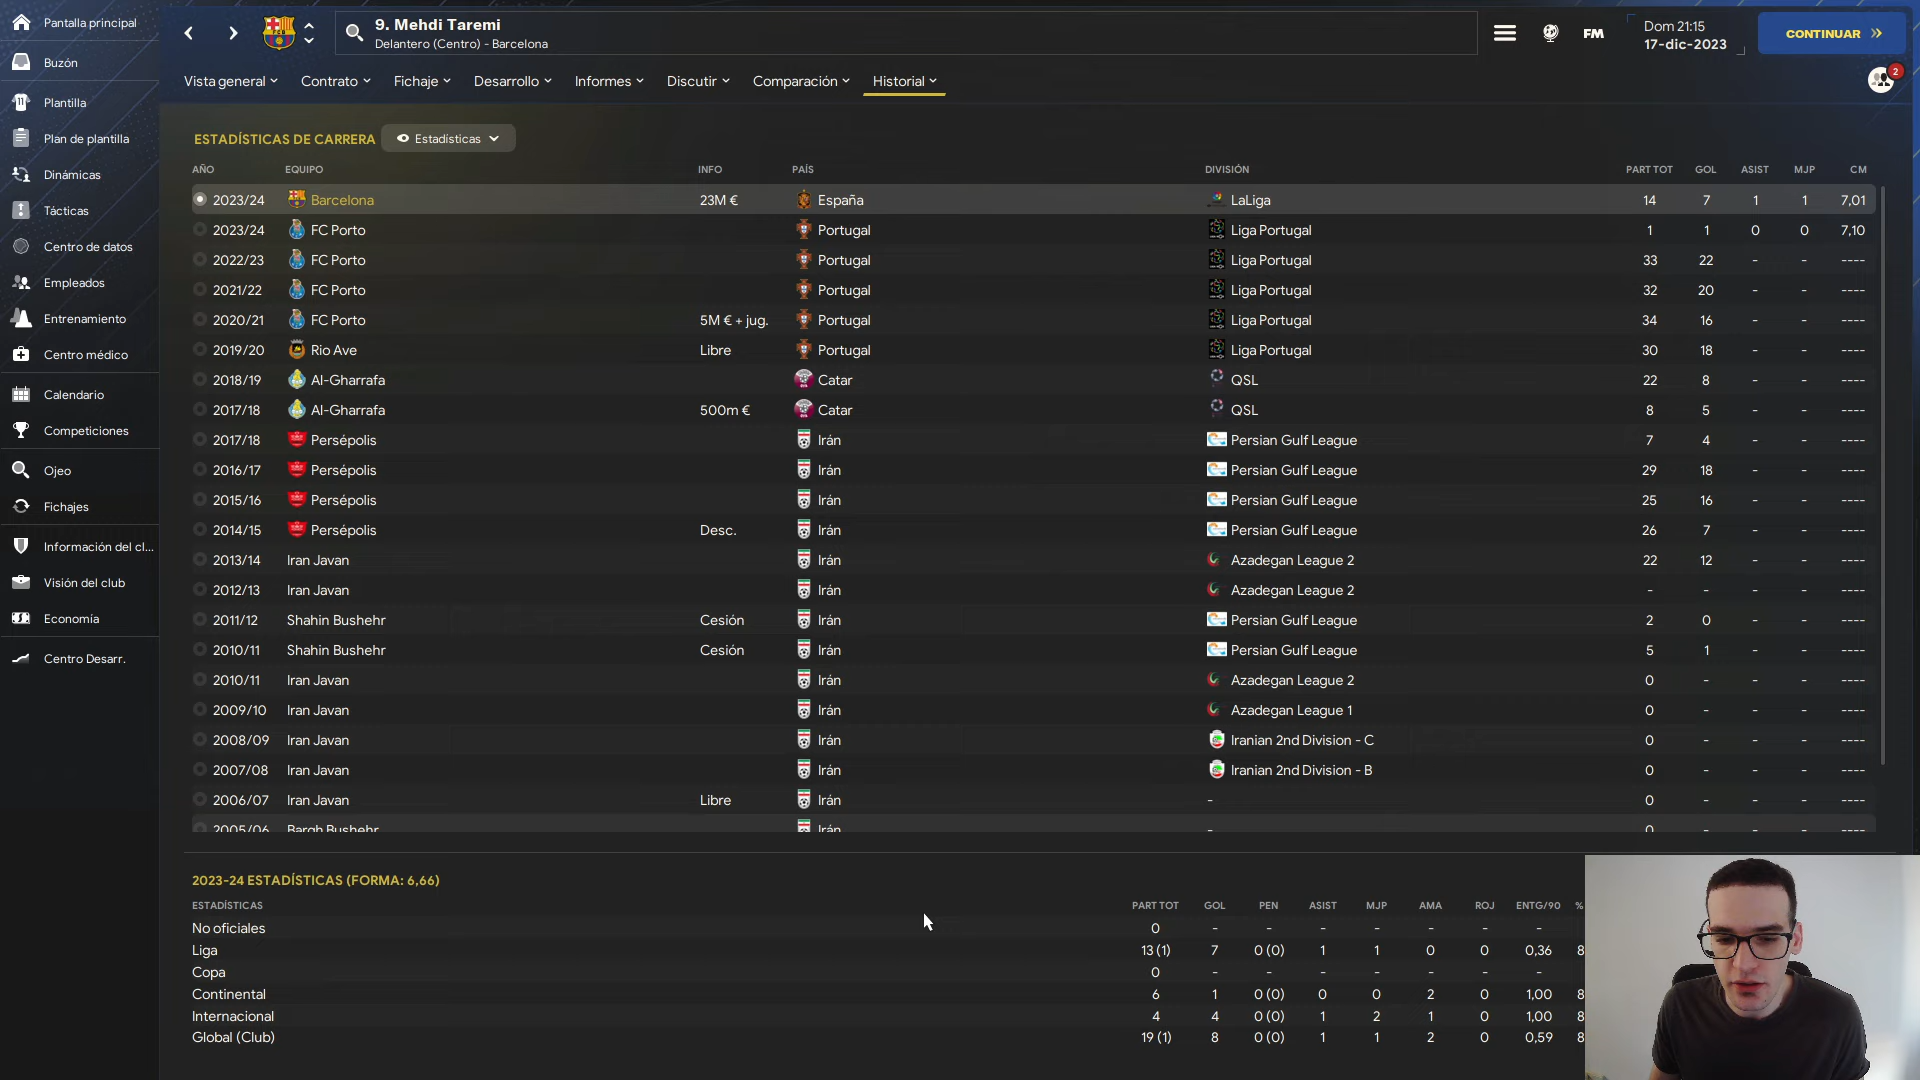 Pantalla principal
Buzón
Plantilla
Plan de plantilla
Dinámicas
Tácticas
Centro de datos
Empleados
Entrenamiento
Centro médico
Calendario
Competiciones
Ojeo
Fichajes
Información del cl...
Visión del club
Economía
Centro Desarr.
9. Mehdi Taremi
Delantero (Centro) - Barcelona
FM
Dom 21:15
17-dic-2023
CONTINUAR
2
Vista general Contrato Fichaje Desarrollo Informes Discutir Comparación Historial
ESTADÍSTICAS DE CARRERA Estadísticas
AÑO EQUIPO INFO PAÍS DIVISIÓN PART TOT GOL ASIST MJP CM
2023/24 Barcelona 23M € España LaLiga 14 7 1 1 7,01
2023/24 FC Porto Portugal Liga Portugal 1 1 0 0 7,10
2022/23 FC Porto Portugal Liga Portugal 33 22 - - ----
2021/22 FC Porto Portugal Liga Portugal 32 20 - - ----
2020/21 FC Porto 5M € + jug. Portugal Liga Portugal 34 16 - - ----
2019/20 Rio Ave Libre Portugal Liga Portugal 30 18 - - ----
2018/19 Al-Gharrafa Catar QSL 22 8 - - ----
2017/18 Al-Gharrafa 500m € Catar QSL 8 5 - - ----
2017/18 Persépolis Irán Persian Gulf League 7 4 - - ----
2016/17 Persépolis Irán Persian Gulf League 29 18 - - ----
2015/16 Persépolis Irán Persian Gulf League 25 16 - - ----
2014/15 Persépolis Desc. Irán Persian Gulf League 26 7 - - ----
2013/14 Iran Javan Irán Azadegan League 2 22 12 - - ----
2012/13 Iran Javan Irán Azadegan League 2 - - - - ----
2011/12 Shahin Bushehr Cesión Irán Persian Gulf League 2 0 - - ----
2010/11 Shahin Bushehr Cesión Irán Persian Gulf League 5 1 - - ----
2010/11 Iran Javan Irán Azadegan League 2 0 - - - ----
2009/10 Iran Javan Irán Azadegan League 1 0 - - - ----
2008/09 Iran Javan Irán Iranian 2nd Division - C 0 - - - ----
2007/08 Iran Javan Irán Iranian 2nd Division - B 0 - - - ----
2006/07 Iran Javan Libre Irán - 0 - - - ----
2005/06 Bargh Bushehr Irán - 0 - - - ----
2023-24 ESTADÍSTICAS (FORMA: 6,66)
ESTADÍSTICAS PART TOT GOL PEN ASIST MJP AMA ROJ ENTG/90 %
No oficiales 0 - - - - - - -
Liga 13 (1) 7 0 (0) 1 1 0 0 0,36 8
Copa 0 - - - - - - -
Continental 6 1 0 (0) 0 0 2 0 1,00 8
Internacional 4 4 0 (0) 1 2 1 0 1,00 8
Global (Club) 19 (1) 8 0 (0) 1 1 2 0 0,59 8